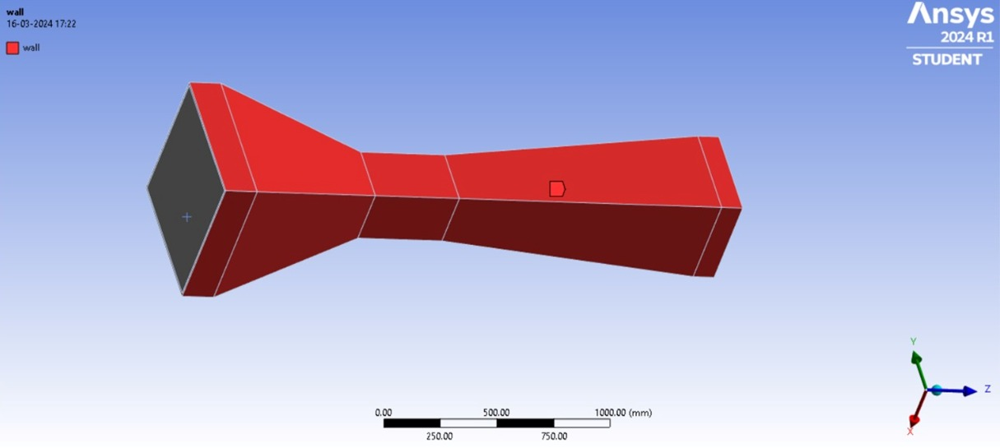 wall
16-03-2024 17:22
wall
Ansys
2024 R1
STUDENT
0.00 500.00 1000.00 (mm)
250.00 750.00
Y
Z
X